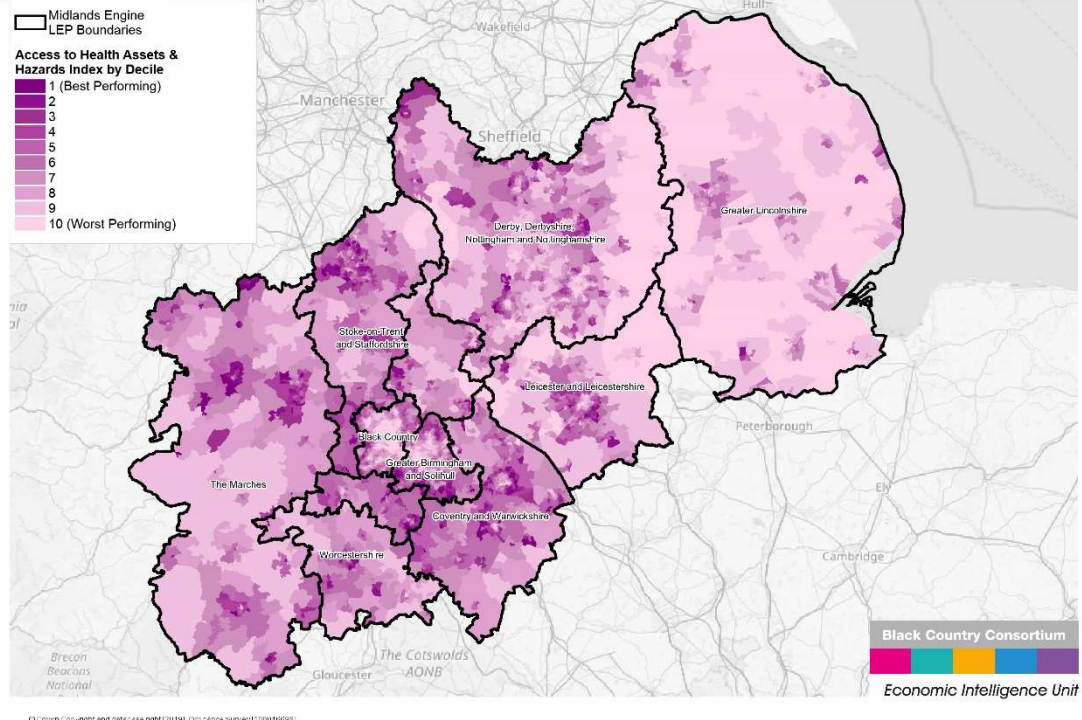 Midlands Engine
LEP Boundaries
Access to Health Assets &
Hazards Index by Decile
1 (Best Performing)
2
3
4
5
6
7
8
9
10 (Worst Performing)
Hull
Wakefield
Manchester
Sheffield
Greater Lincolnshire
Derby, Derbyshire,
Nottingham and Nottinghamshire
Stoke-on-Trent
and Staffordshire
Leicester and Leicestershire
Peterborough
Black Country
Greater Birmingham
and Solihull
The Marches
Ely
Coventry and Warwickshire
Worcestershire
Cambridge
The Cotswolds
AONB
Brecon
Beacons
National
Gloucester
Black Country Consortium
Economic Intelligence Unit